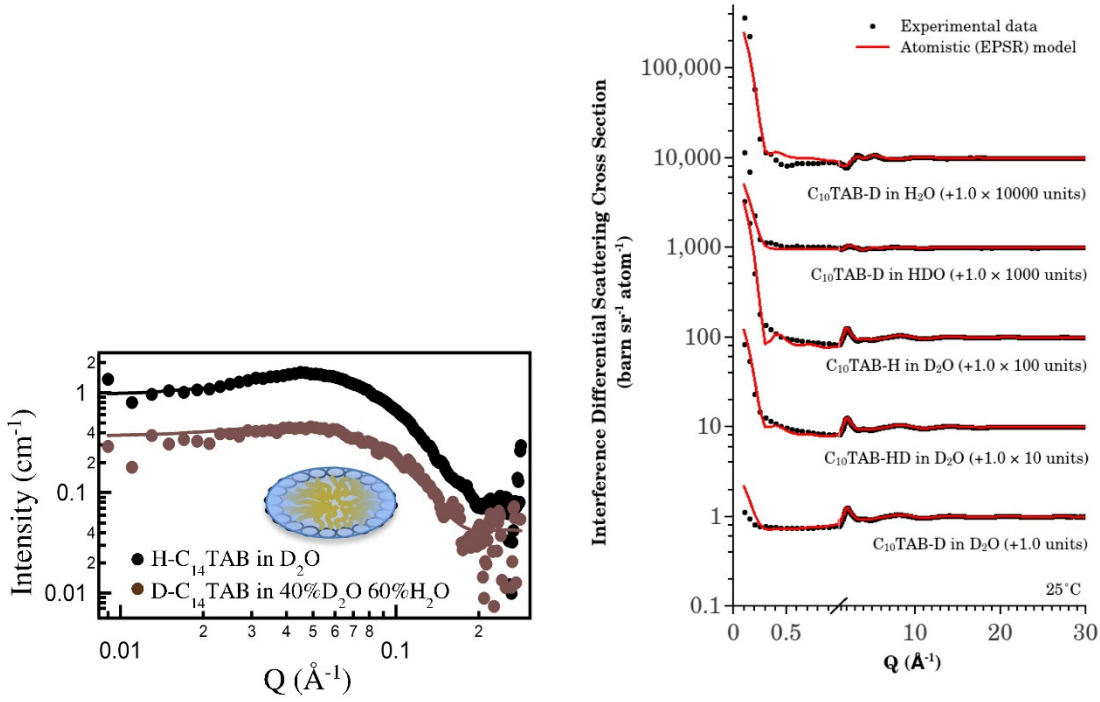 Intensity (cm-1)
2
1
4
2
0.1
4
2
0.01
H-C14TAB in D2O
D-C14TAB in 40%D2O 60%H2O
0.01
2
3
4
5
6
7
8
0.1
2
Q (Å-1)
Interference Differential Scattering Cross Section
(barn sr-1 atom-1)
Experimental data
Atomistic (EPSR) model
100,000
10,000
C10TAB-D in H2O (+1.0 × 10000 units)
1,000
C10TAB-D in HDO (+1.0 × 1000 units)
100
C10TAB-H in D2O (+1.0 × 100 units)
10
C10TAB-HD in D2O (+1.0 × 10 units)
1
C10TAB-D in D2O (+1.0 units)
25°C
0.1
0
0.5
10
20
30
Q (Å-1)